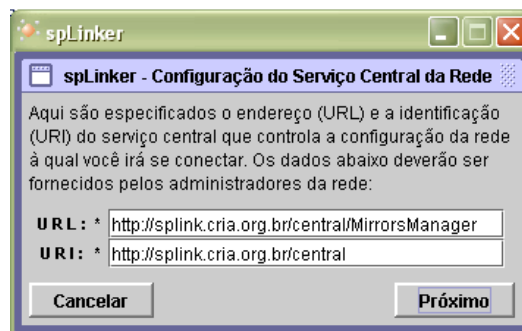 spLinker
spLinker - Configuração do Serviço Central da Rede
Aqui são especificados o endereço (URL) e a identificação
(URI) do serviço central que controla a configuração da rede
à qual você irá se conectar. Os dados abaixo deverão ser
fornecidos pelos administradores da rede:
URL: * http://splink.cria.org.br/central/MirrorsManager
URI: * http://splink.cria.org.br/central
Cancelar Próximo